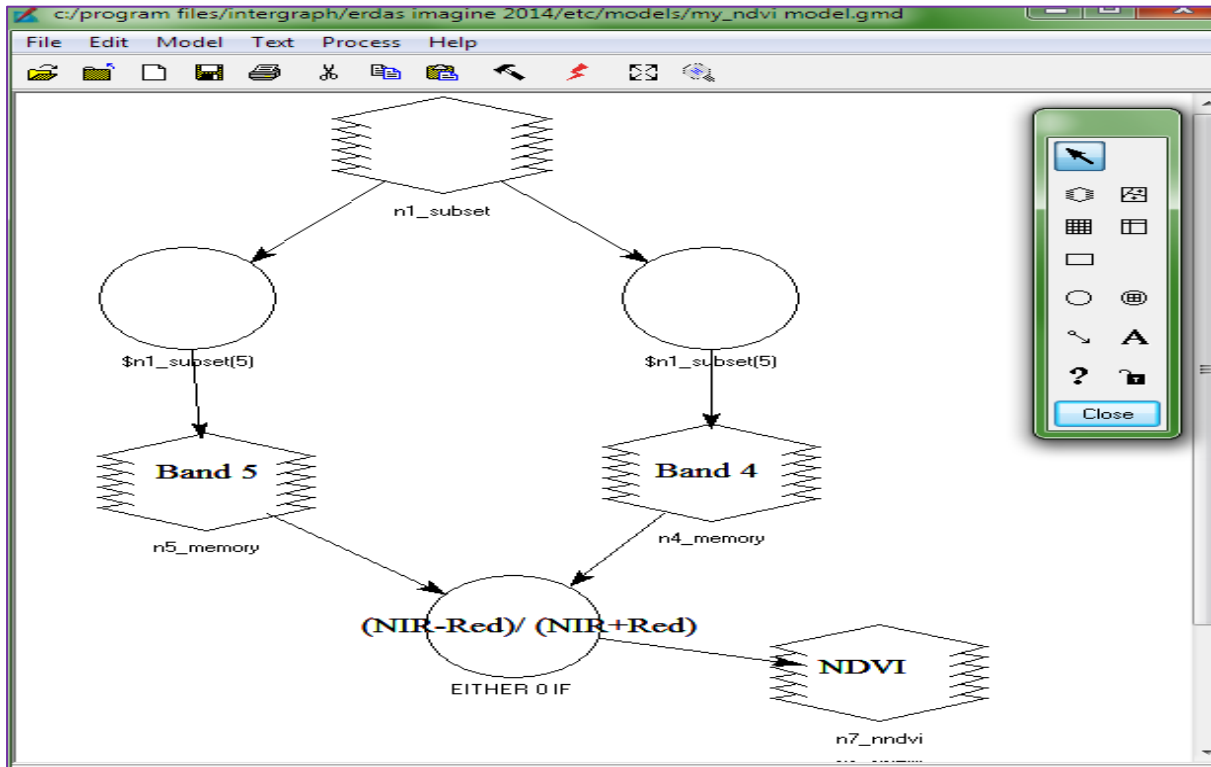 c:/program files/intergraph/erdas imagine 2014/etc/models/my_ndvi model.gmd
File Edit Model Text Process Help
n1_subset
$n1_subset(5) $n1_subset(5)
Close
Band 5 Band 4
n5_memory n4_memory
(NIR-Red)/ (NIR+Red)
EITHER 0 IF
NDVI
n7_nndvi